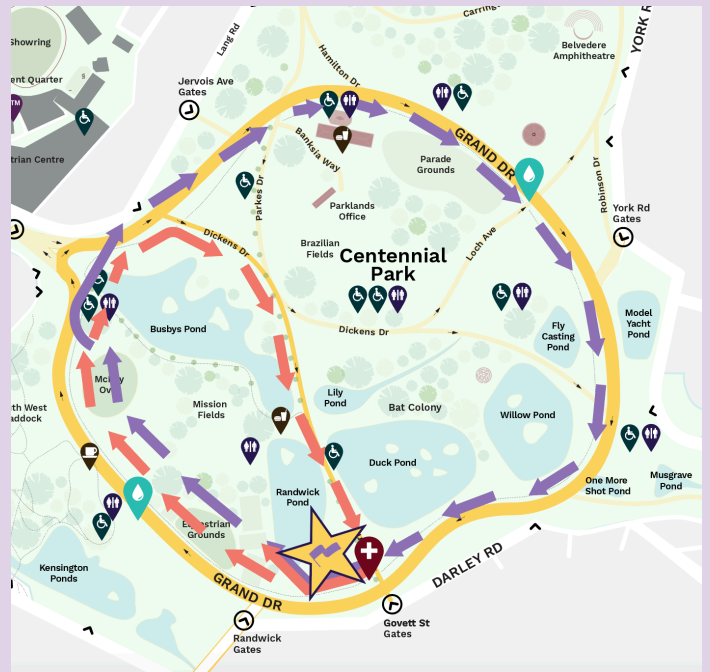 Carring
YORK R
Belvedere
Amphitheatre
Showring
Lang Rd
Hamilton Dr
ent Quarter
Jervois Ave
Gates
TM
trian Centre
Banksia Way
GRAND DR
Parade
Grounds
Robinson Dr
Parkes Dr
Parklands
Office
York Rd
Gates
Dickens Dr
Brazilian
Fields
Loch Ave
Centennial
Park
Busbys Pond
Dickens Dr
Fly
Casting
Pond
Model
Yacht
Pond
Mission
Fields
Lily
Pond
Bat Colony
Willow Pond
th West
addock
Duck Pond
Randwick
Pond
One More
Shot Pond
Musgrave
Pond
Grounds
Kensington
Ponds
DARLEY RD
GRAND DR
Govett St
Gates
Randwick
Gates